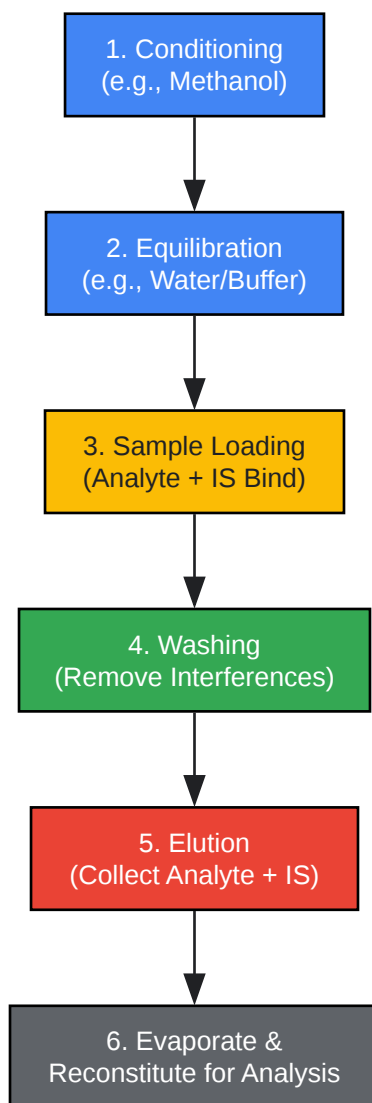 1. Conditioning
(e.g., Methanol)
2. Equilibration
(e.g., Water/Buffer)
3. Sample Loading
(Analyte + IS Bind)
4. Washing
(Remove Interferences)
5. Elution
(Collect Analyte + IS)
6. Evaporate &
Reconstitute for Analysis